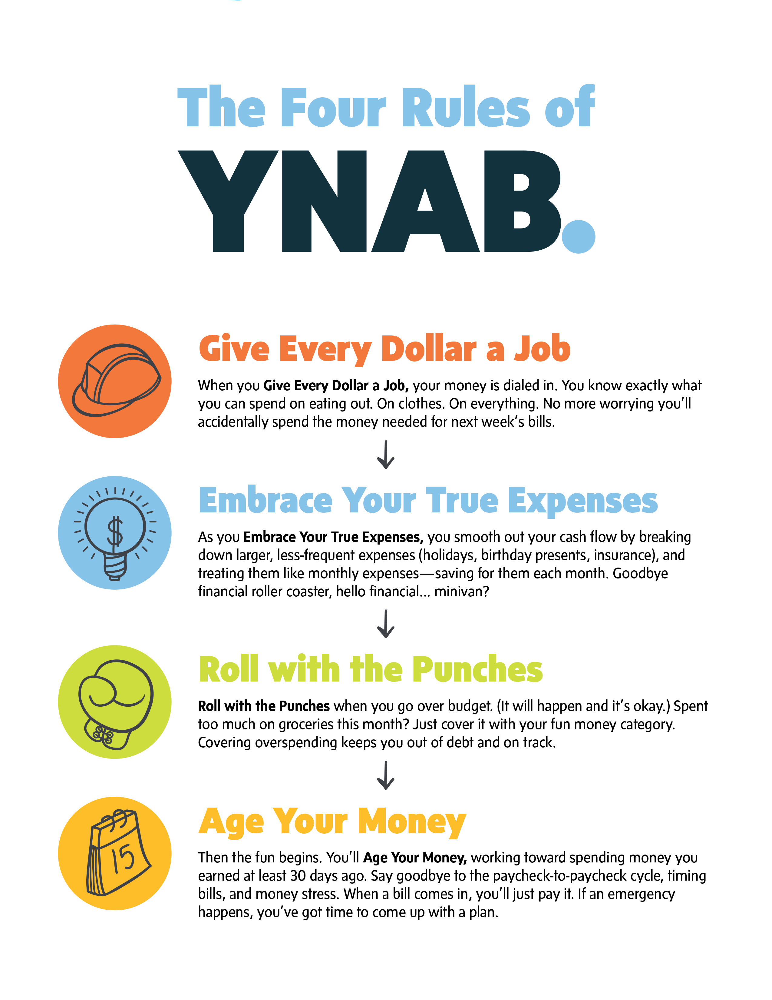 The Four Rules of
YNAB.
Give Every Dollar a Job
When you Give Every Dollar a Job, your money is dialed in. You know exactly what
you can spend on eating out. On clothes. On everything. No more worrying you’ll
accidentally spend the money needed for next week’s bills.
Embrace Your True Expenses
$
As you Embrace Your True Expenses, you smooth out your cash flow by breaking
down larger, less-frequent expenses (holidays, birthday presents, insurance), and
treating them like monthly expenses—saving for them each month. Goodbye
financial roller coaster, hello financial... minivan?
Roll with the Punches
Roll with the Punches when you go over budget. (It will happen and it’s okay.) Spent
too much on groceries this month? Just cover it with your fun money category.
Covering overspending keeps you out of debt and on track.
Age Your Money
15
Then the fun begins. You’ll Age Your Money, working toward spending money you
earned at least 30 days ago. Say goodbye to the paycheck-to-paycheck cycle, timing
bills, and money stress. When a bill comes in, you’ll just pay it. If an emergency
happens, you’ve got time to come up with a plan.